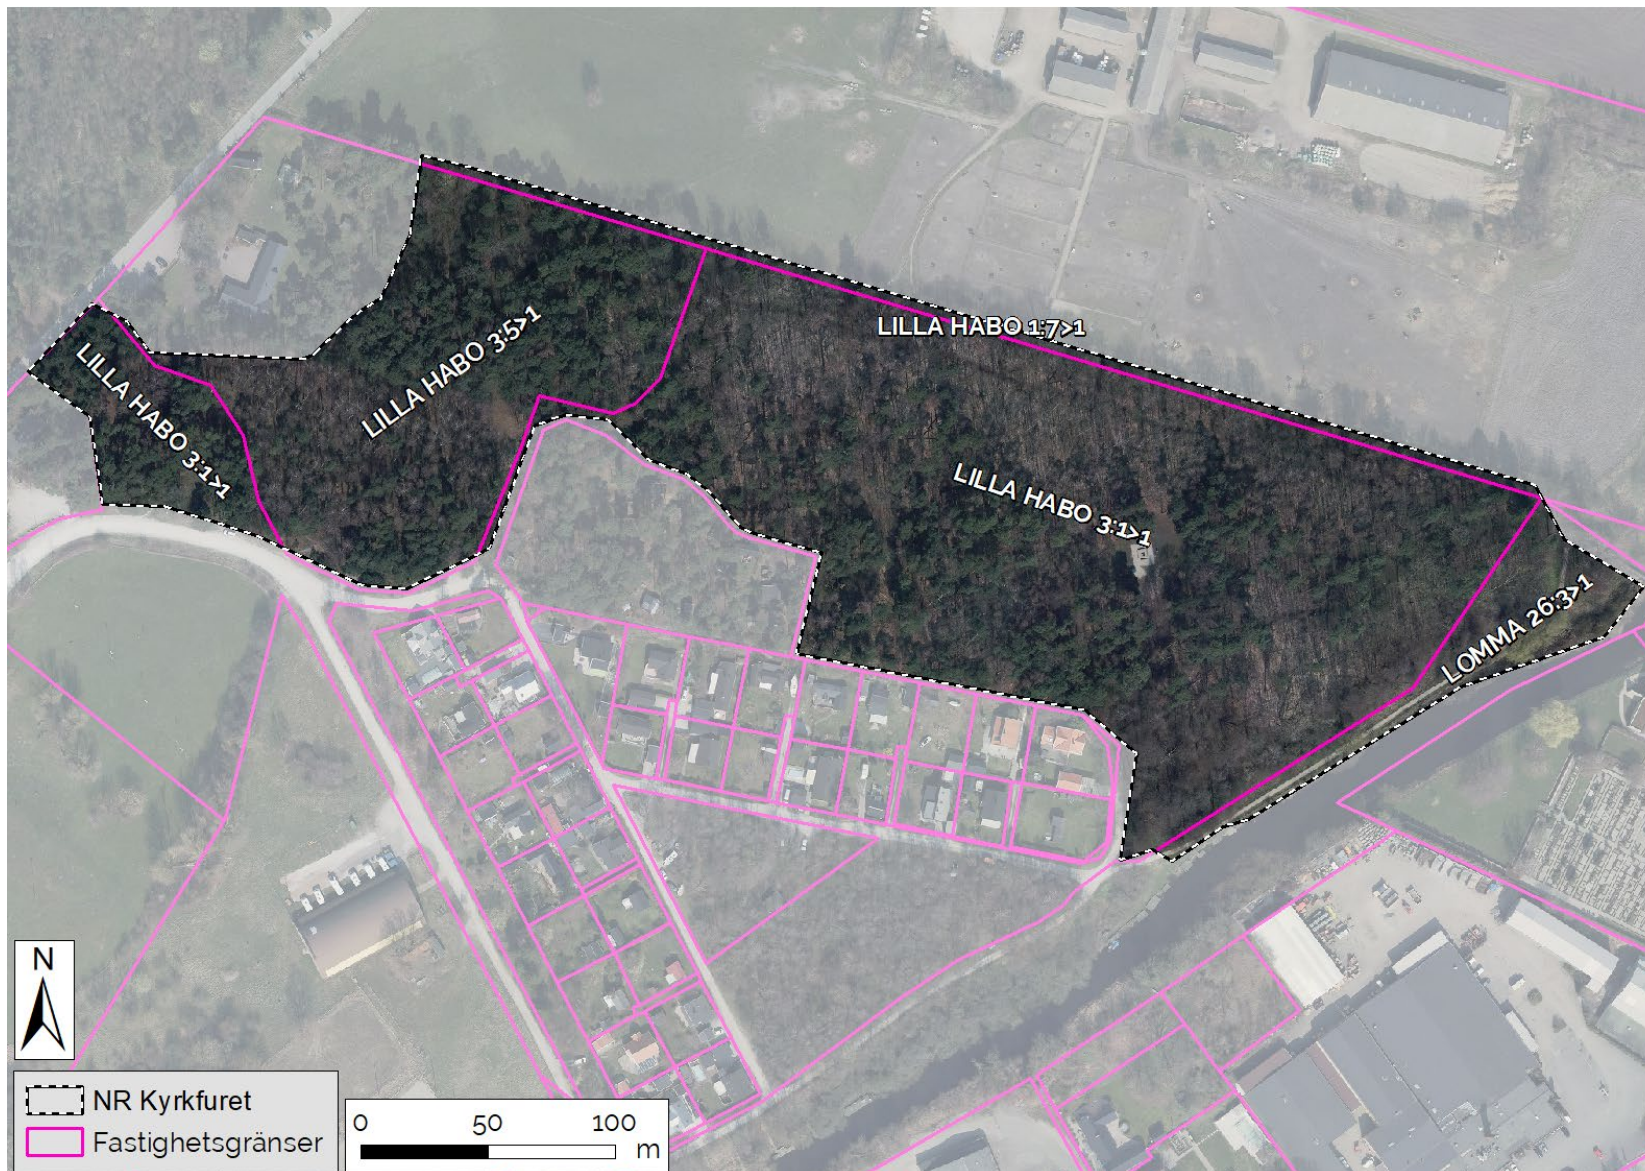 LILLA HABO 1:7>1
LILLA HABO 3:5>1
LILLA HABO 3:1>1
LILLA HABO 3:1>1
LOMMA 26:3>1
N
NR Kyrkfuret
Fastighetsgränser
0 50 100
m